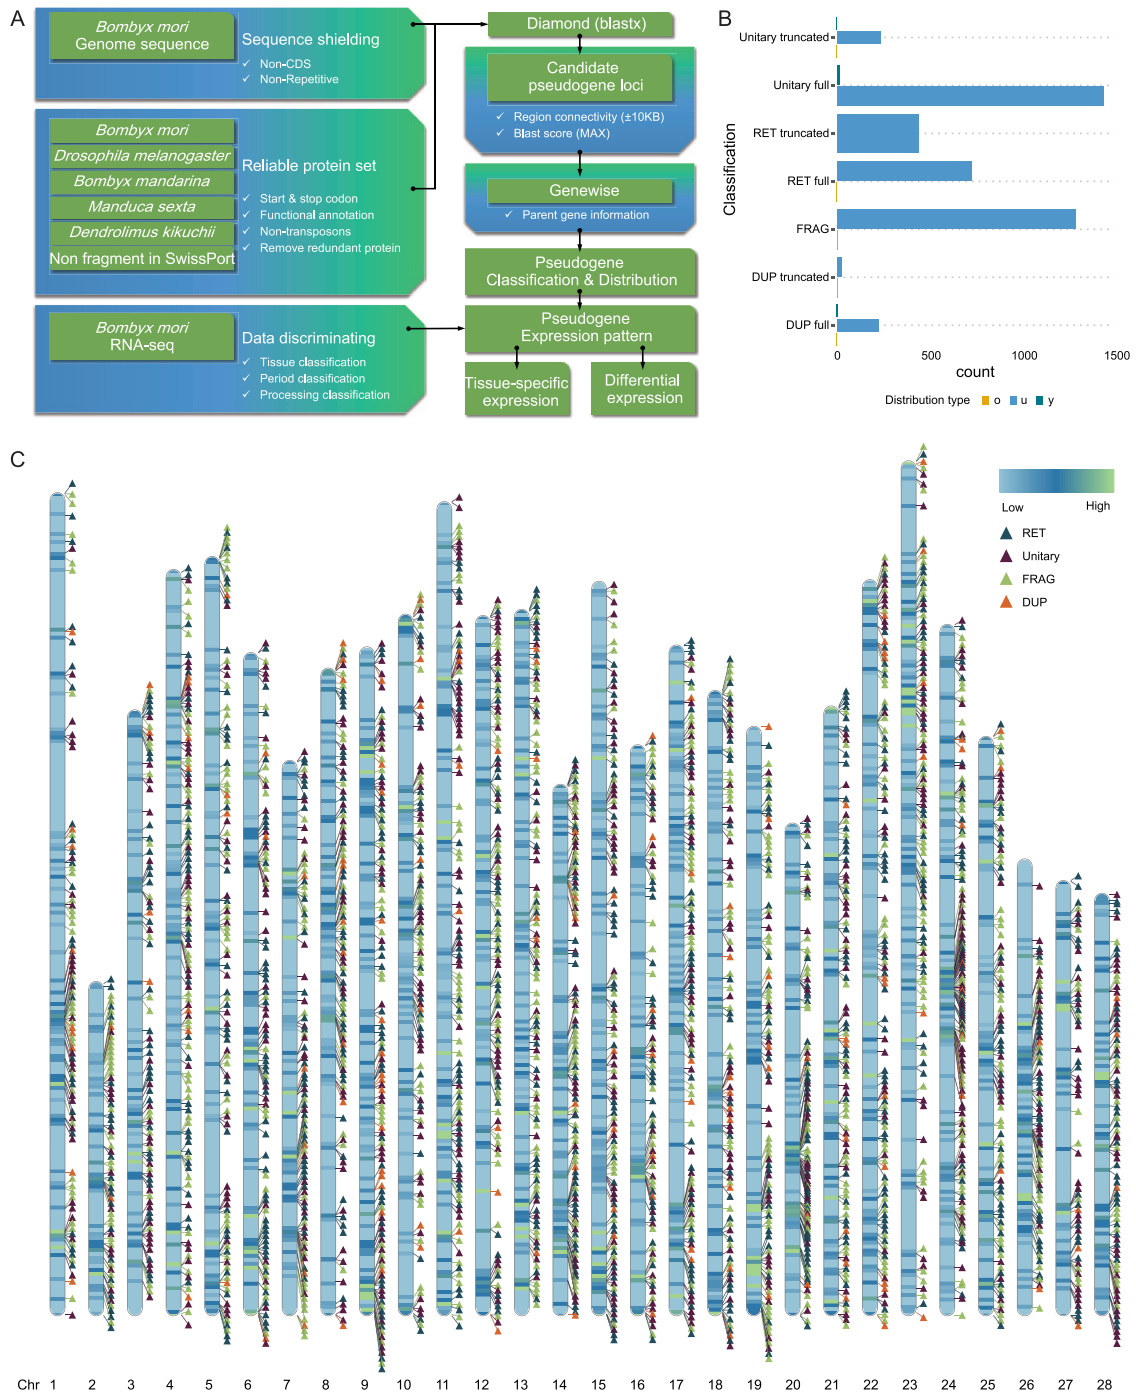 A
Bombyx mori
Genome sequence
Sequence shielding
✓ Non-CDS
✓ Non-Repetitive
Bombyx mori
Drosophila melanogaster
Bombyx mandarina
Manduca sexta
Dendrolimus kikuchii
Non fragment in SwissPort
Reliable protein set
✓ Start & stop codon
✓ Functional annotation
✓ Non-transposons
✓ Remove redundant protein
Bombyx mori
RNA-seq
Data discriminating
✓ Tissue classification
✓ Period classification
✓ Processing classification
Diamond (blastx)
Candidate
pseudogene loci
✓ Region connectivity (±10KB)
✓ Blast score (MAX)
Genewise
✓ Parent gene information
Pseudogene
Classification & Distribution
Pseudogene
Expression pattern
Tissue-specific
expression
Differential
expression
B
Classification
Unitary truncated
Unitary full
RET truncated
RET full
FRAG
DUP truncated
DUP full
0 500 1000 1500
count
Distribution type o u y
C
Low High
RET
Unitary
FRAG
DUP
Chr 1 2 3 4 5 6 7 8 9 10 11 12 13 14 15 16 17 18 19 20 21 22 23 24 25 26 27 28